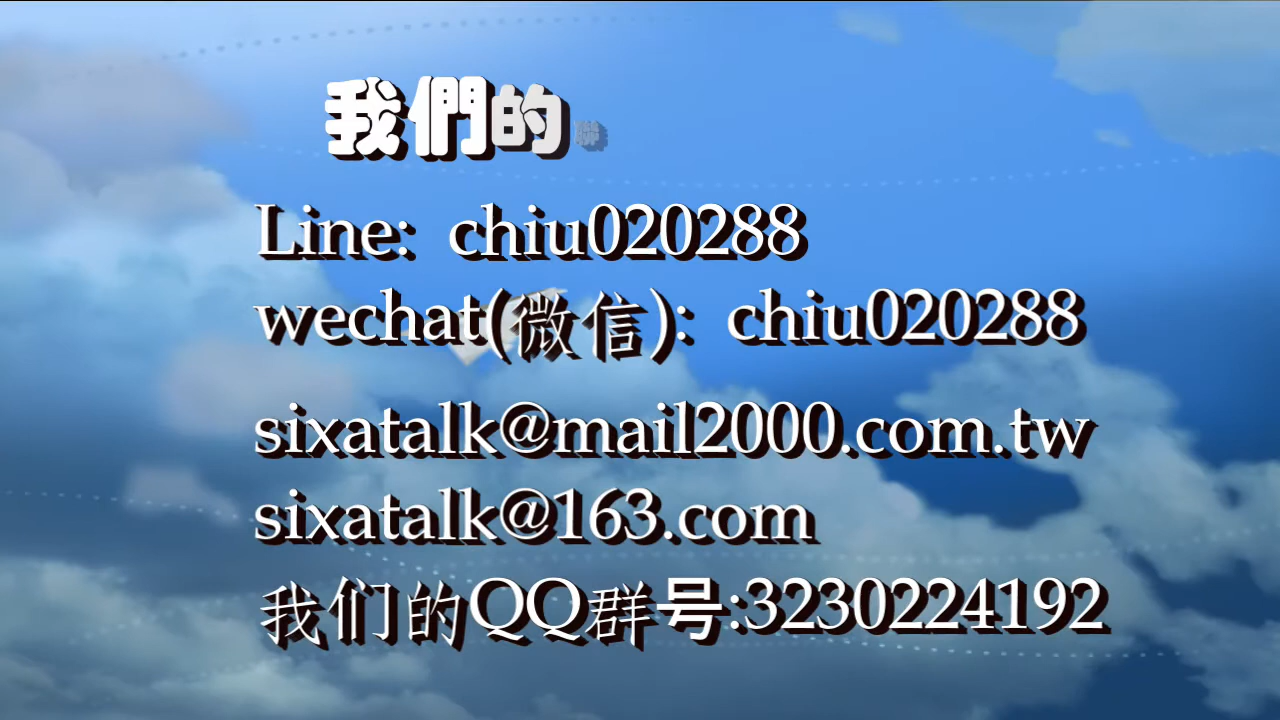 我們的聯
Line: chiu020288
wechat(微信): chiu020288
sixatalk@mail2000.com.tw
sixatalk@163.com
我们的QQ群号:3230224192